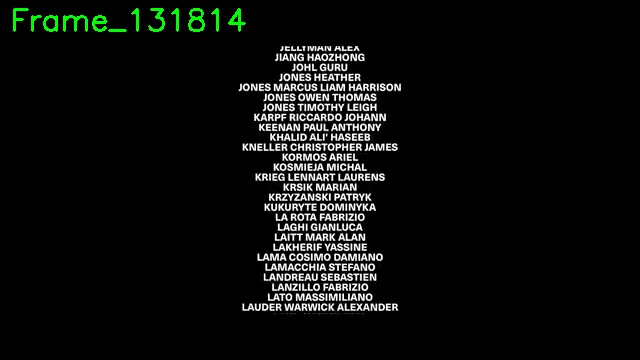 Frame_131814
JELLYMAN ALEX
JIANG HAOZHONG
JOHL GURU
JONES HEATHER
JONES MARCUS LIAM HARRISON
JONES OWEN THOMAS
JONES TIMOTHY LEIGH
KARPF RICCARDO JOHANN
KEENAN PAUL ANTHONY
KHALID ALI' HASEEB
KNELLER CHRISTOPHER JAMES
KORMOS ARIEL
KOSMIEJA MICHAL
KRIEG LENNART LAURENS
KRSIK MARIAN
KRZYZANSKI PATRYK
KUKURYTE DOMINYKA
LA ROTA FABRIZIO
LAGHI GIANLUCA
LAITT MARK ALAN
LAKHERIF YASSINE
LAMA COSIMO DAMIANO
LAMACCHIA STEFANO
LANDREAU SEBASTIEN
LANZILLO FABRIZIO
LATO MASSIMILIANO
LAUDER WARWICK ALEXANDER